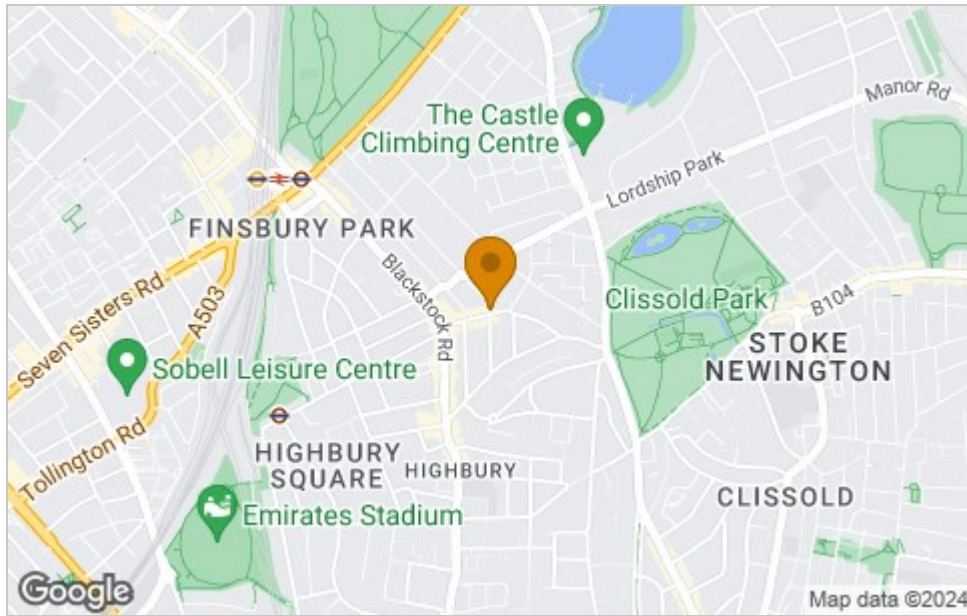 Manor Rd
The Castle
Climbing Centre
Lordship Park
FINSBURY PARK
Blackstock Rd
Seven Sisters Rd
A503
Clissold Park
B104
STOKE
NEWINGTON
Sobell Leisure Centre
Tollington Rd
HIGHBURY
SQUARE
HIGHBURY
CLISSOLD
Emirates Stadium
Google
Map data ©2024